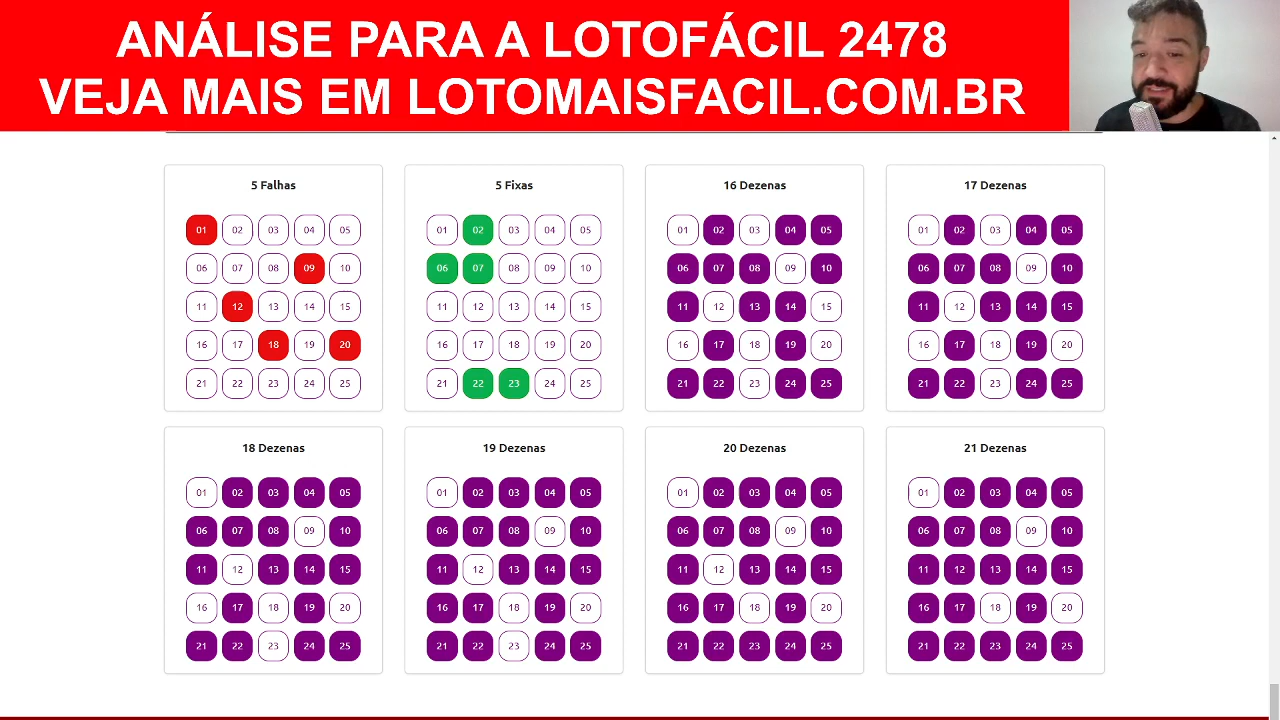 ANÁLISE PARA A LOTOFÁCIL 2478
VEJA MAIS EM LOTOMAISFACIL.COM.BR
5 Falhas
01 02 03 04 05
06 07 08 09 10
11 12 13 14 15
16 17 18 19 20
21 22 23 24 25
5 Fixas
01 02 03 04 05
06 07 08 09 10
11 12 13 14 15
16 17 18 19 20
21 22 23 24 25
16 Dezenas
01 02 03 04 05
06 07 08 09 10
11 12 13 14 15
16 17 18 19 20
21 22 23 24 25
17 Dezenas
01 02 03 04 05
06 07 08 09 10
11 12 13 14 15
16 17 18 19 20
21 22 23 24 25
18 Dezenas
01 02 03 04 05
06 07 08 09 10
11 12 13 14 15
16 17 18 19 20
21 22 23 24 25
19 Dezenas
01 02 03 04 05
06 07 08 09 10
11 12 13 14 15
16 17 18 19 20
21 22 23 24 25
20 Dezenas
01 02 03 04 05
06 07 08 09 10
11 12 13 14 15
16 17 18 19 20
21 22 23 24 25
21 Dezenas
01 02 03 04 05
06 07 08 09 10
11 12 13 14 15
16 17 18 19 20
21 22 23 24 25